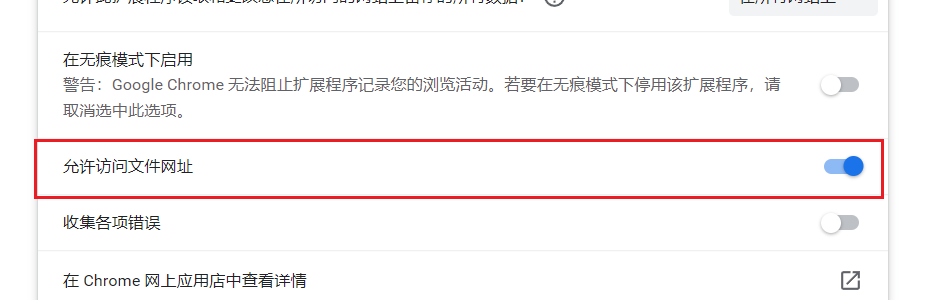 在无痕模式下启用
警告：Google Chrome 无法阻止扩展程序记录您的浏览活动。若要在无痕模式下停用该扩展程序，请
取消选中此选项。
允许访问文件网址
收集各项错误
在 Chrome 网上应用店中查看详情